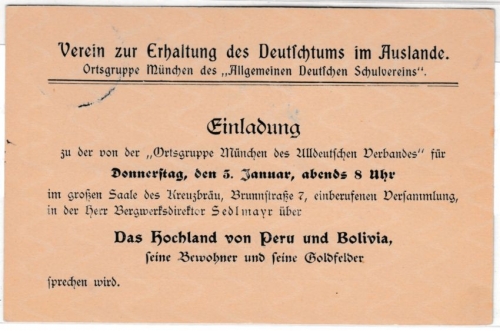 Verein zur Erhaltung des Deutſchtums im Auslande.
Ortsgruppe München des „Allgemeinen Deutſchen Schulvereins".
Einladung
zu der von der „Ortsgruppe München des Alldeutſchen Verbandes" für
Donnerſtag, den 5. Januar, abends 8 Uhr
im großen Saale des Kreuzbräu, Brunnſtraße 7, einberufenen Verſammlung,
in der Herr Bergwerksdirektor Sedlmayr über
Das Hochland von Peru und Bolivia,
ſeine Bewohner und ſeine Goldfelder
ſprechen wird.